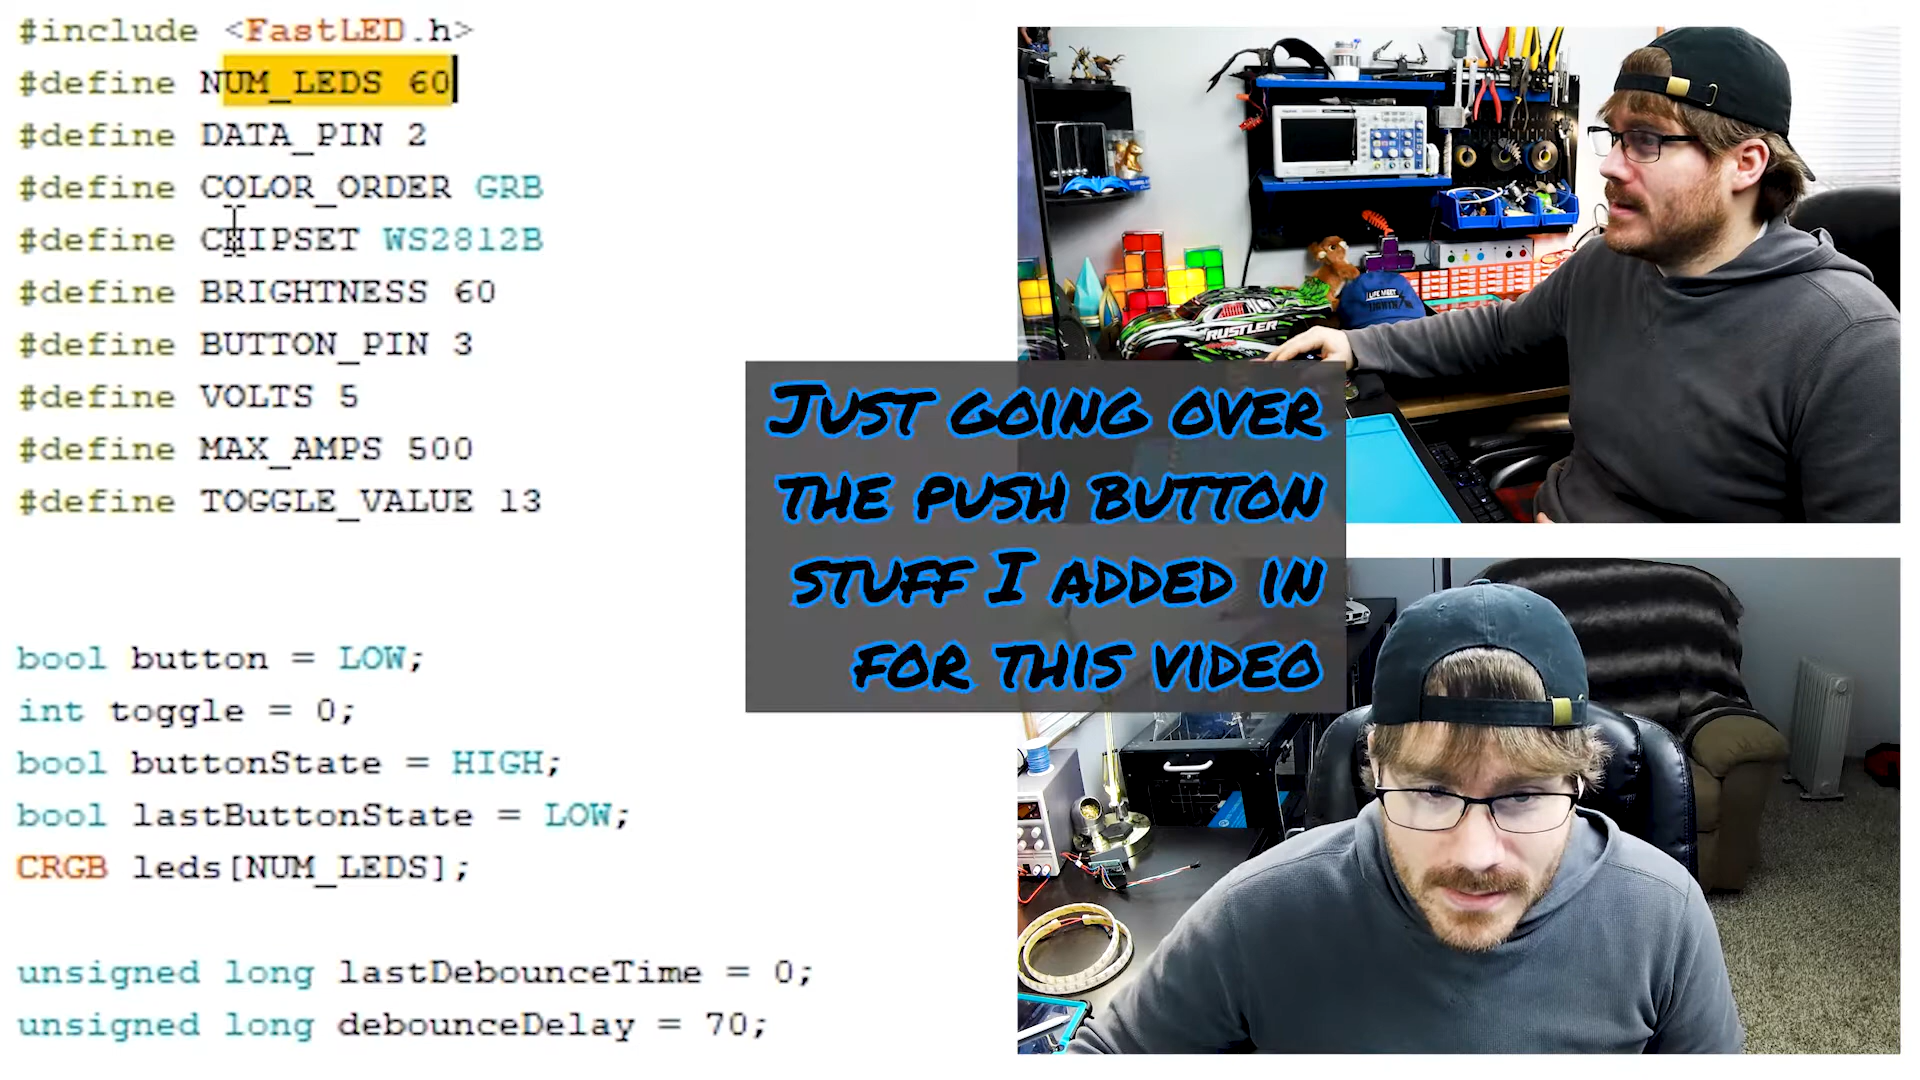 #include <FastLED.h>
#define NUM_LEDS 60
#define DATA_PIN 2
#define COLOR_ORDER GRB
#define CHIPSET WS2812B
#define BRIGHTNESS 60
#define BUTTON_PIN 3
#define VOLTS 5
#define MAX_AMPS 500
#define TOGGLE_VALUE 13
bool button = LOW;
int toggle = 0;
bool buttonState = HIGH;
bool lastButtonState = LOW;
CRGB leds[NUM_LEDS];
unsigned long lastDebounceTime = 0;
unsigned long debounceDelay = 70;
Just going over
the push button
stuff I added in
for this video
RUSTLER